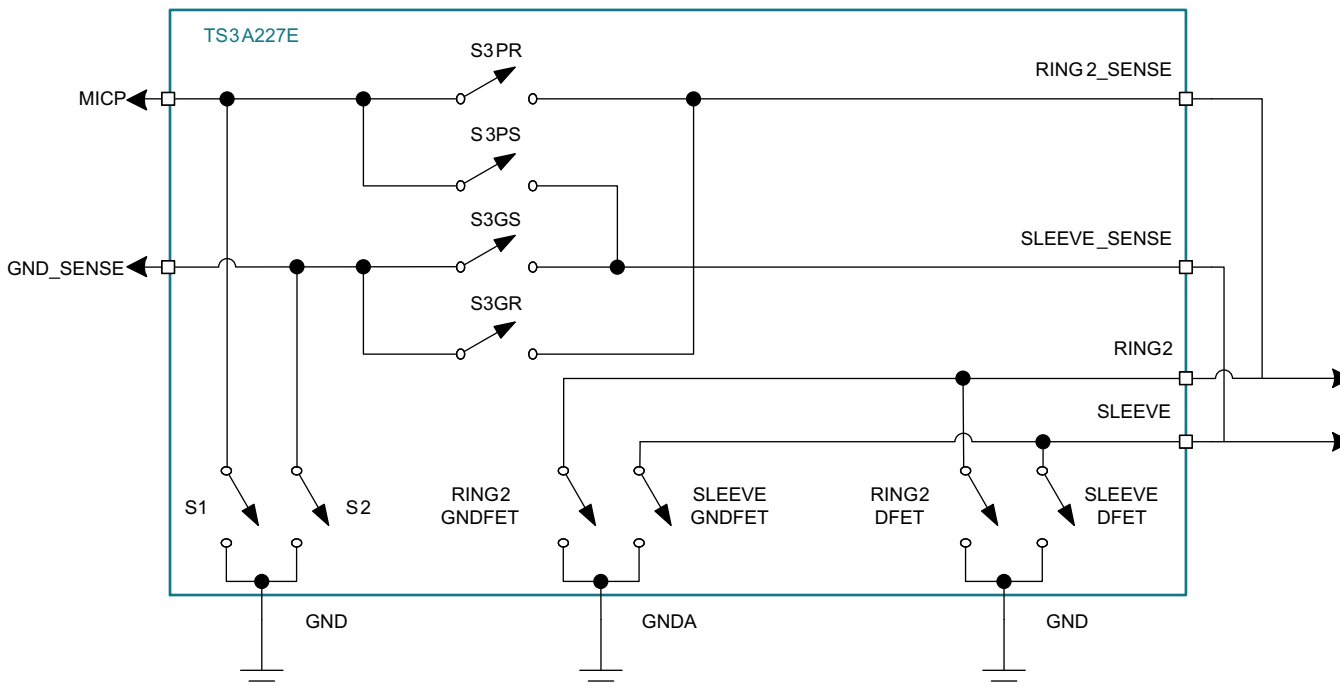 TS3A227E
S3PR
RING2_SENSE
MICP
S3PS
S3GS
SLEEVE_SENSE
GND_SENSE
S3GR
RING2
SLEEVE
S1
S2
RING2
GNDFET
SLEEVE
GNDFET
RING2
DFET
SLEEVE
DFET
GND
GNDA
GND